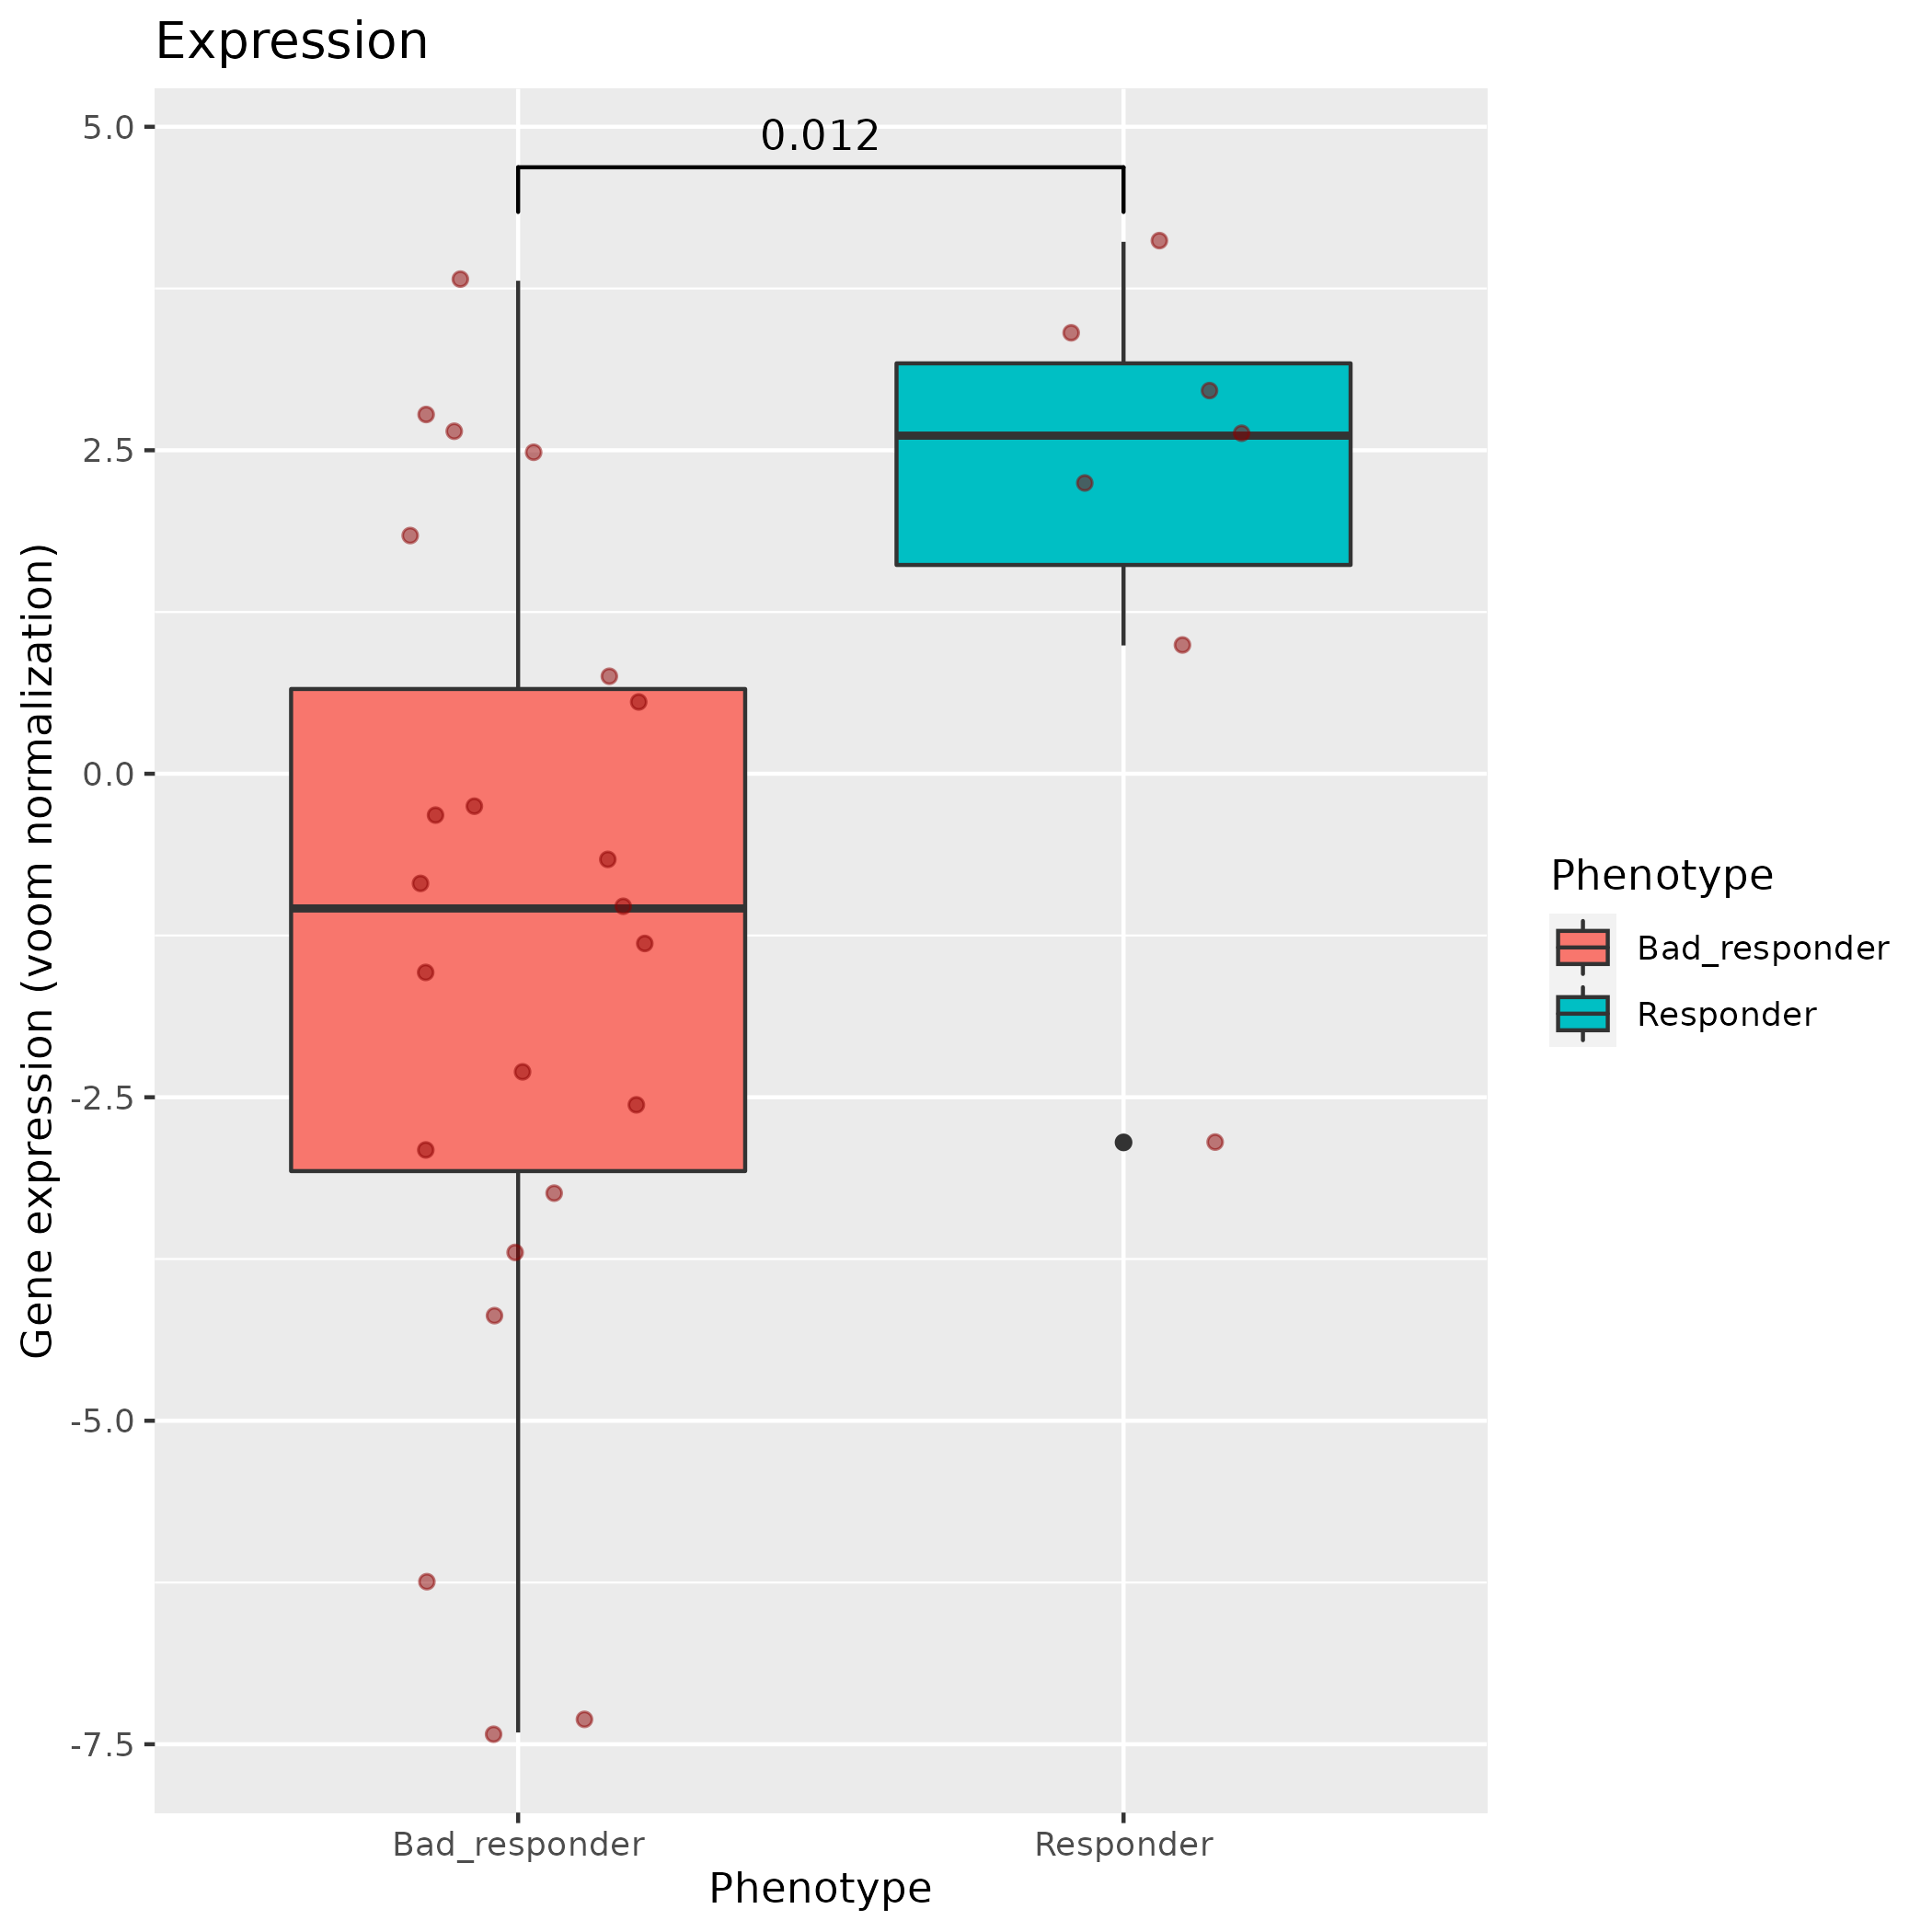 Expression
0.012
5.0
2.5
0.0
-2.5
-5.0
-7.5
Gene expression (voom normalization)
Bad_responder
Responder
Phenotype
Phenotype
Bad_responder
Responder